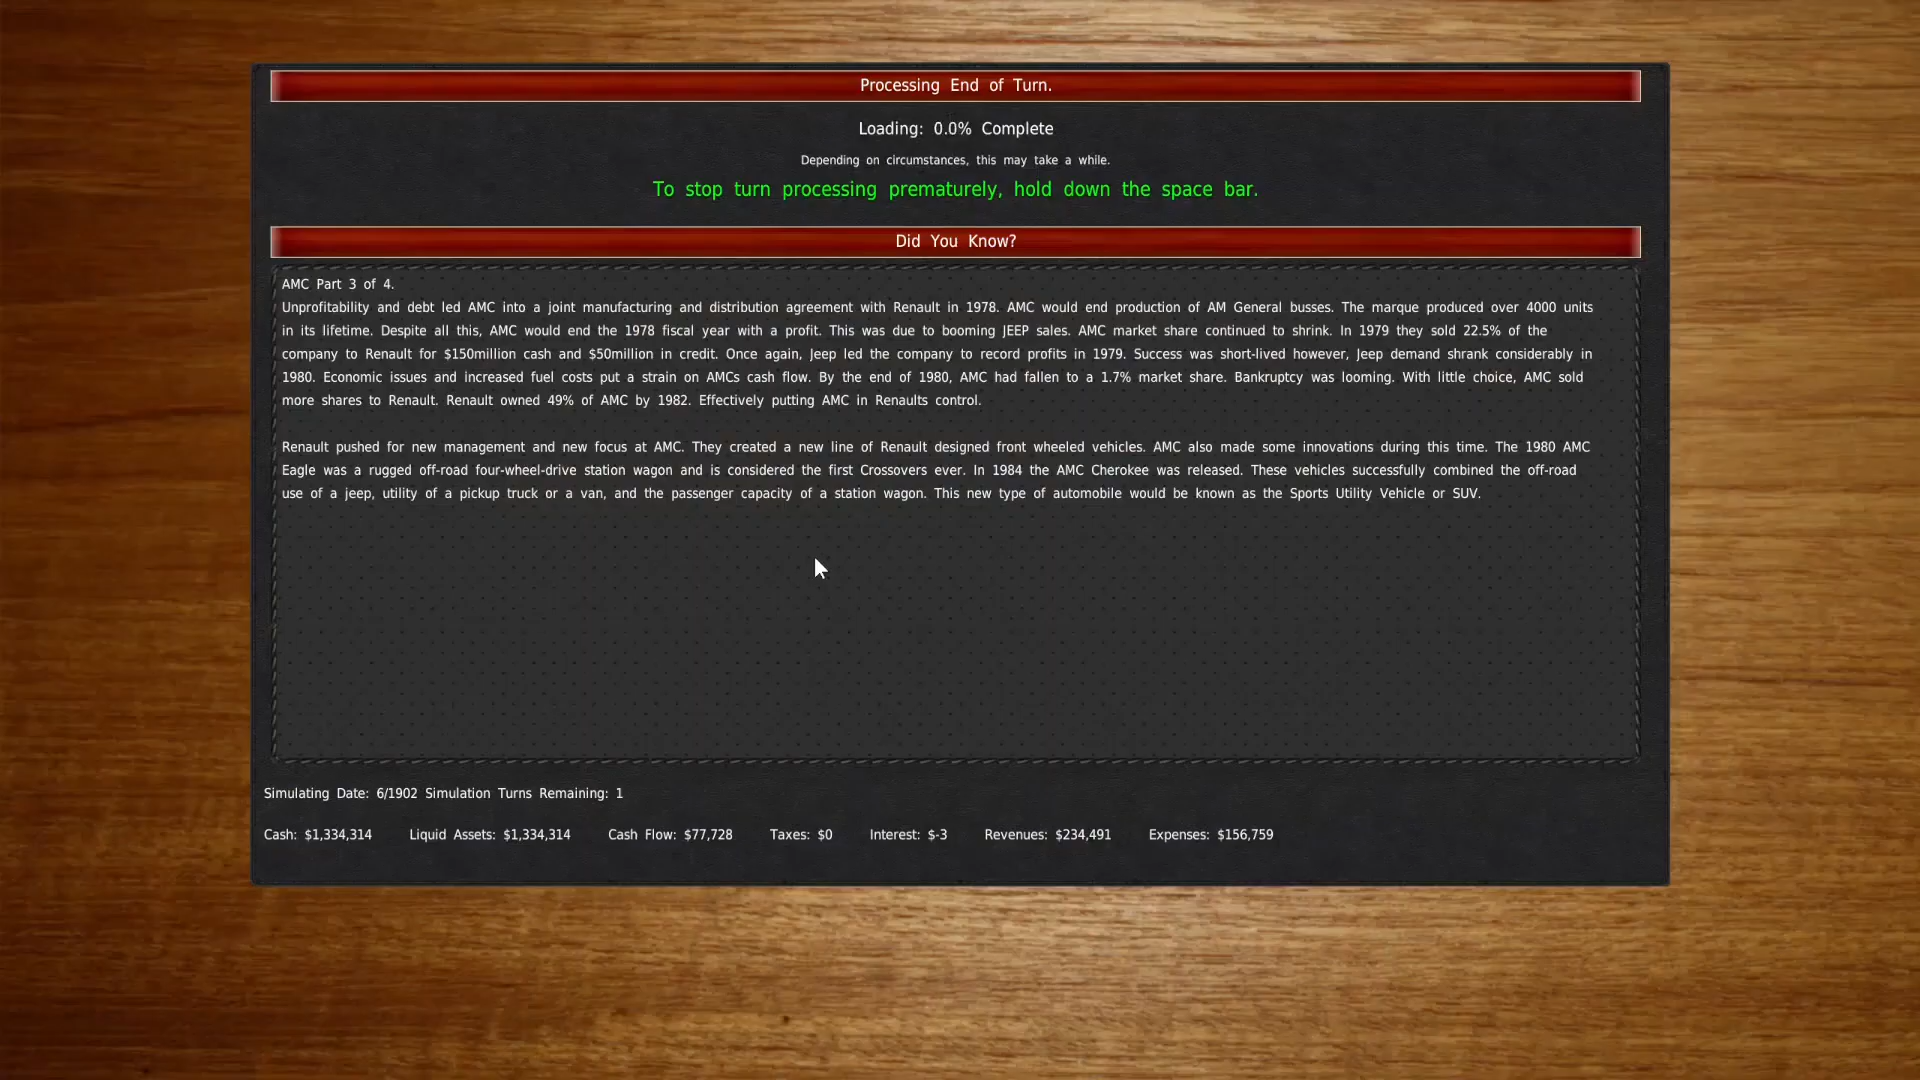 Processing End of Turn.
Loading: 0.0% Complete
Depending on circumstances, this may take a while.
To stop turn processing prematurely, hold down the space bar.
Did You Know?
AMC Part 3 of 4.
Unprofitability and debt led AMC into a joint manufacturing and distribution agreement with Renault in 1978. AMC would end production of AM General busses. The marque produced over 4000 units
in its lifetime. Despite all this, AMC would end the 1978 fiscal year with a profit. This was due to booming JEEP sales. AMC market share continued to shrink. In 1979 they sold 22.5% of the
company to Renault for $150million cash and $50million in credit. Once again, Jeep led the company to record profits in 1979. Success was short-lived however, Jeep demand shrank considerably in
1980. Economic issues and increased fuel costs put a strain on AMCs cash flow. By the end of 1980, AMC had fallen to a 1.7% market share. Bankruptcy was looming. With little choice, AMC sold
more shares to Renault. Renault owned 49% of AMC by 1982. Effectively putting AMC in Renaults control.
Renault pushed for new management and new focus at AMC. They created a new line of Renault designed front wheeled vehicles. AMC also made some innovations during this time. The 1980 AMC
Eagle was a rugged off-road four-wheel-drive station wagon and is considered the first Crossovers ever. In 1984 the AMC Cherokee was released. These vehicles successfully combined the off-road
use of a jeep, utility of a pickup truck or a van, and the passenger capacity of a station wagon. This new type of automobile would be known as the Sports Utility Vehicle or SUV.
Simulating Date: 6/1902 Simulation Turns Remaining: 1
Cash: $1,334,314 Liquid Assets: $1,334,314 Cash Flow: $77,728 Taxes: $0 Interest: $-3 Revenues: $234,491 Expenses: $156,759